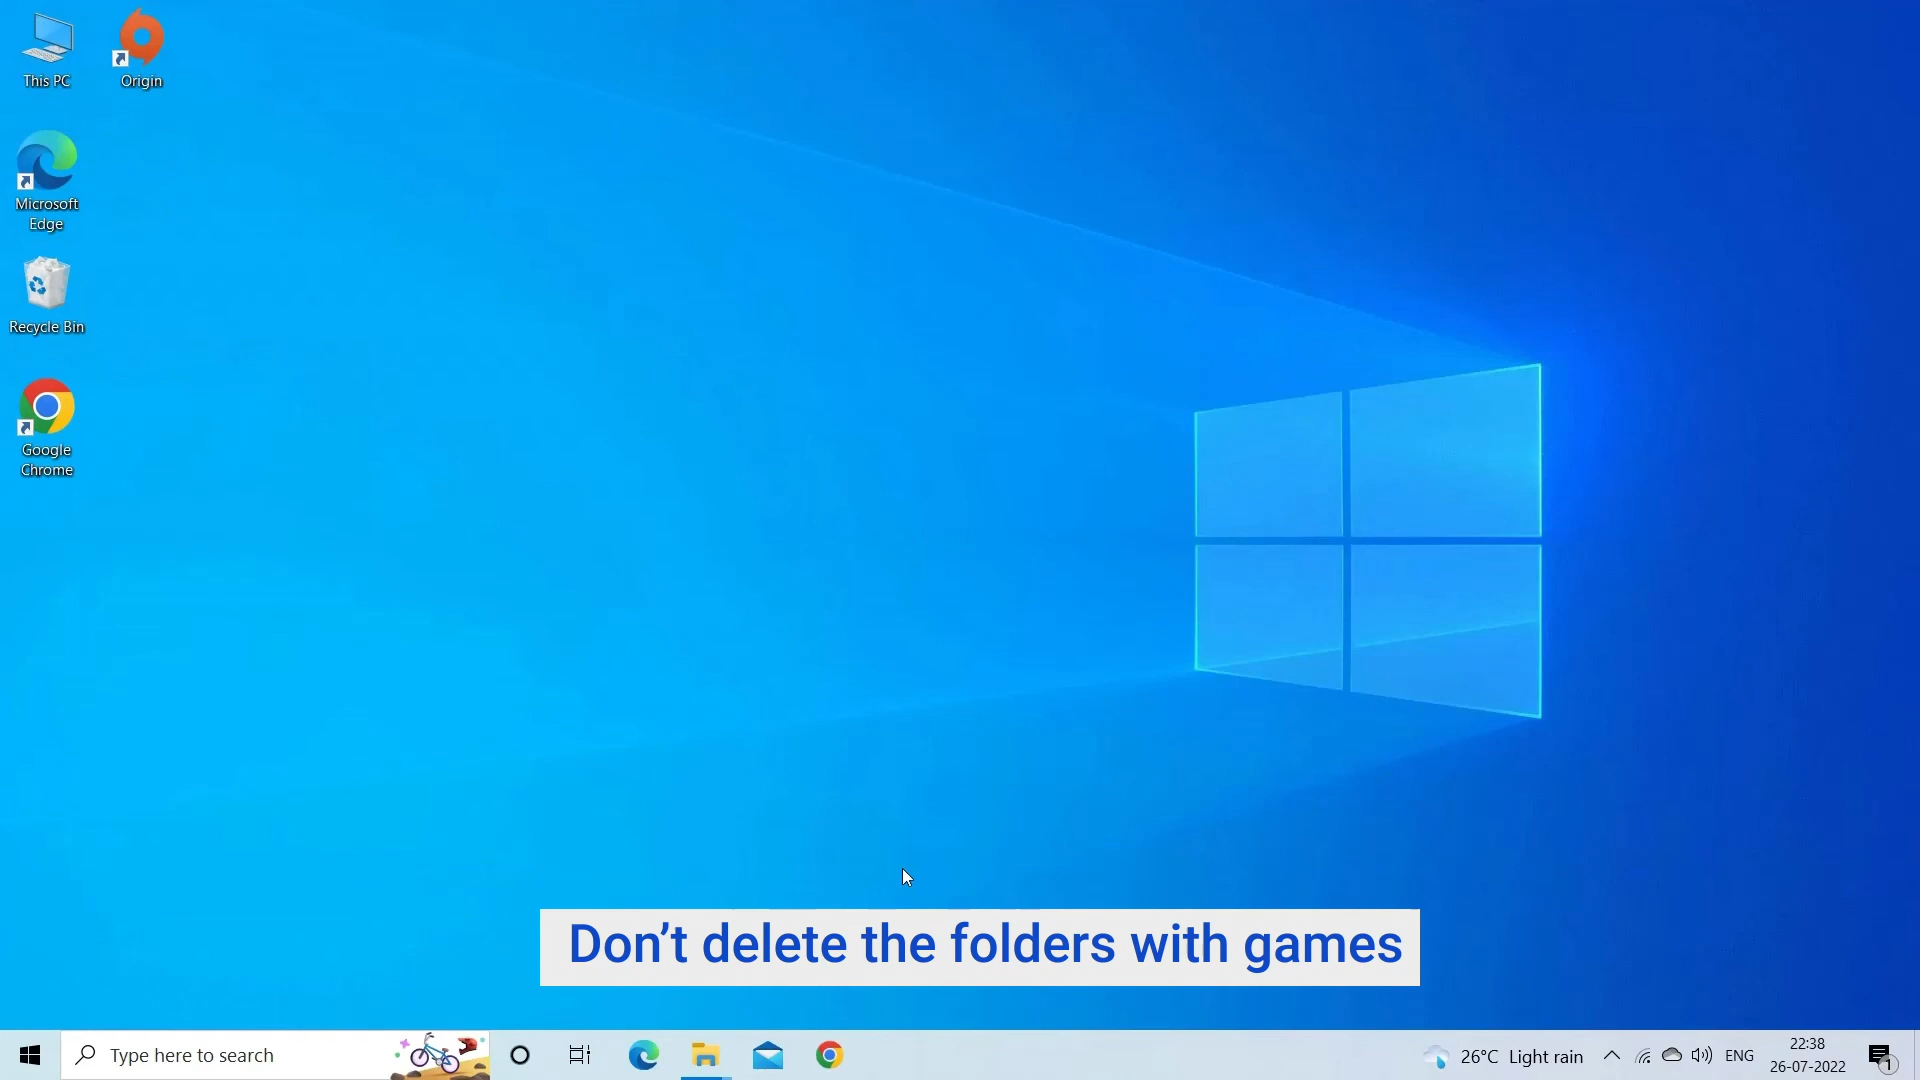 This PC
Origin
Microsoft
Edge
Recycle Bin
Google
Chrome
Don’t delete the folders with games
Type here to search
26°C Light rain
ENG
22:38
26-07-2022
1